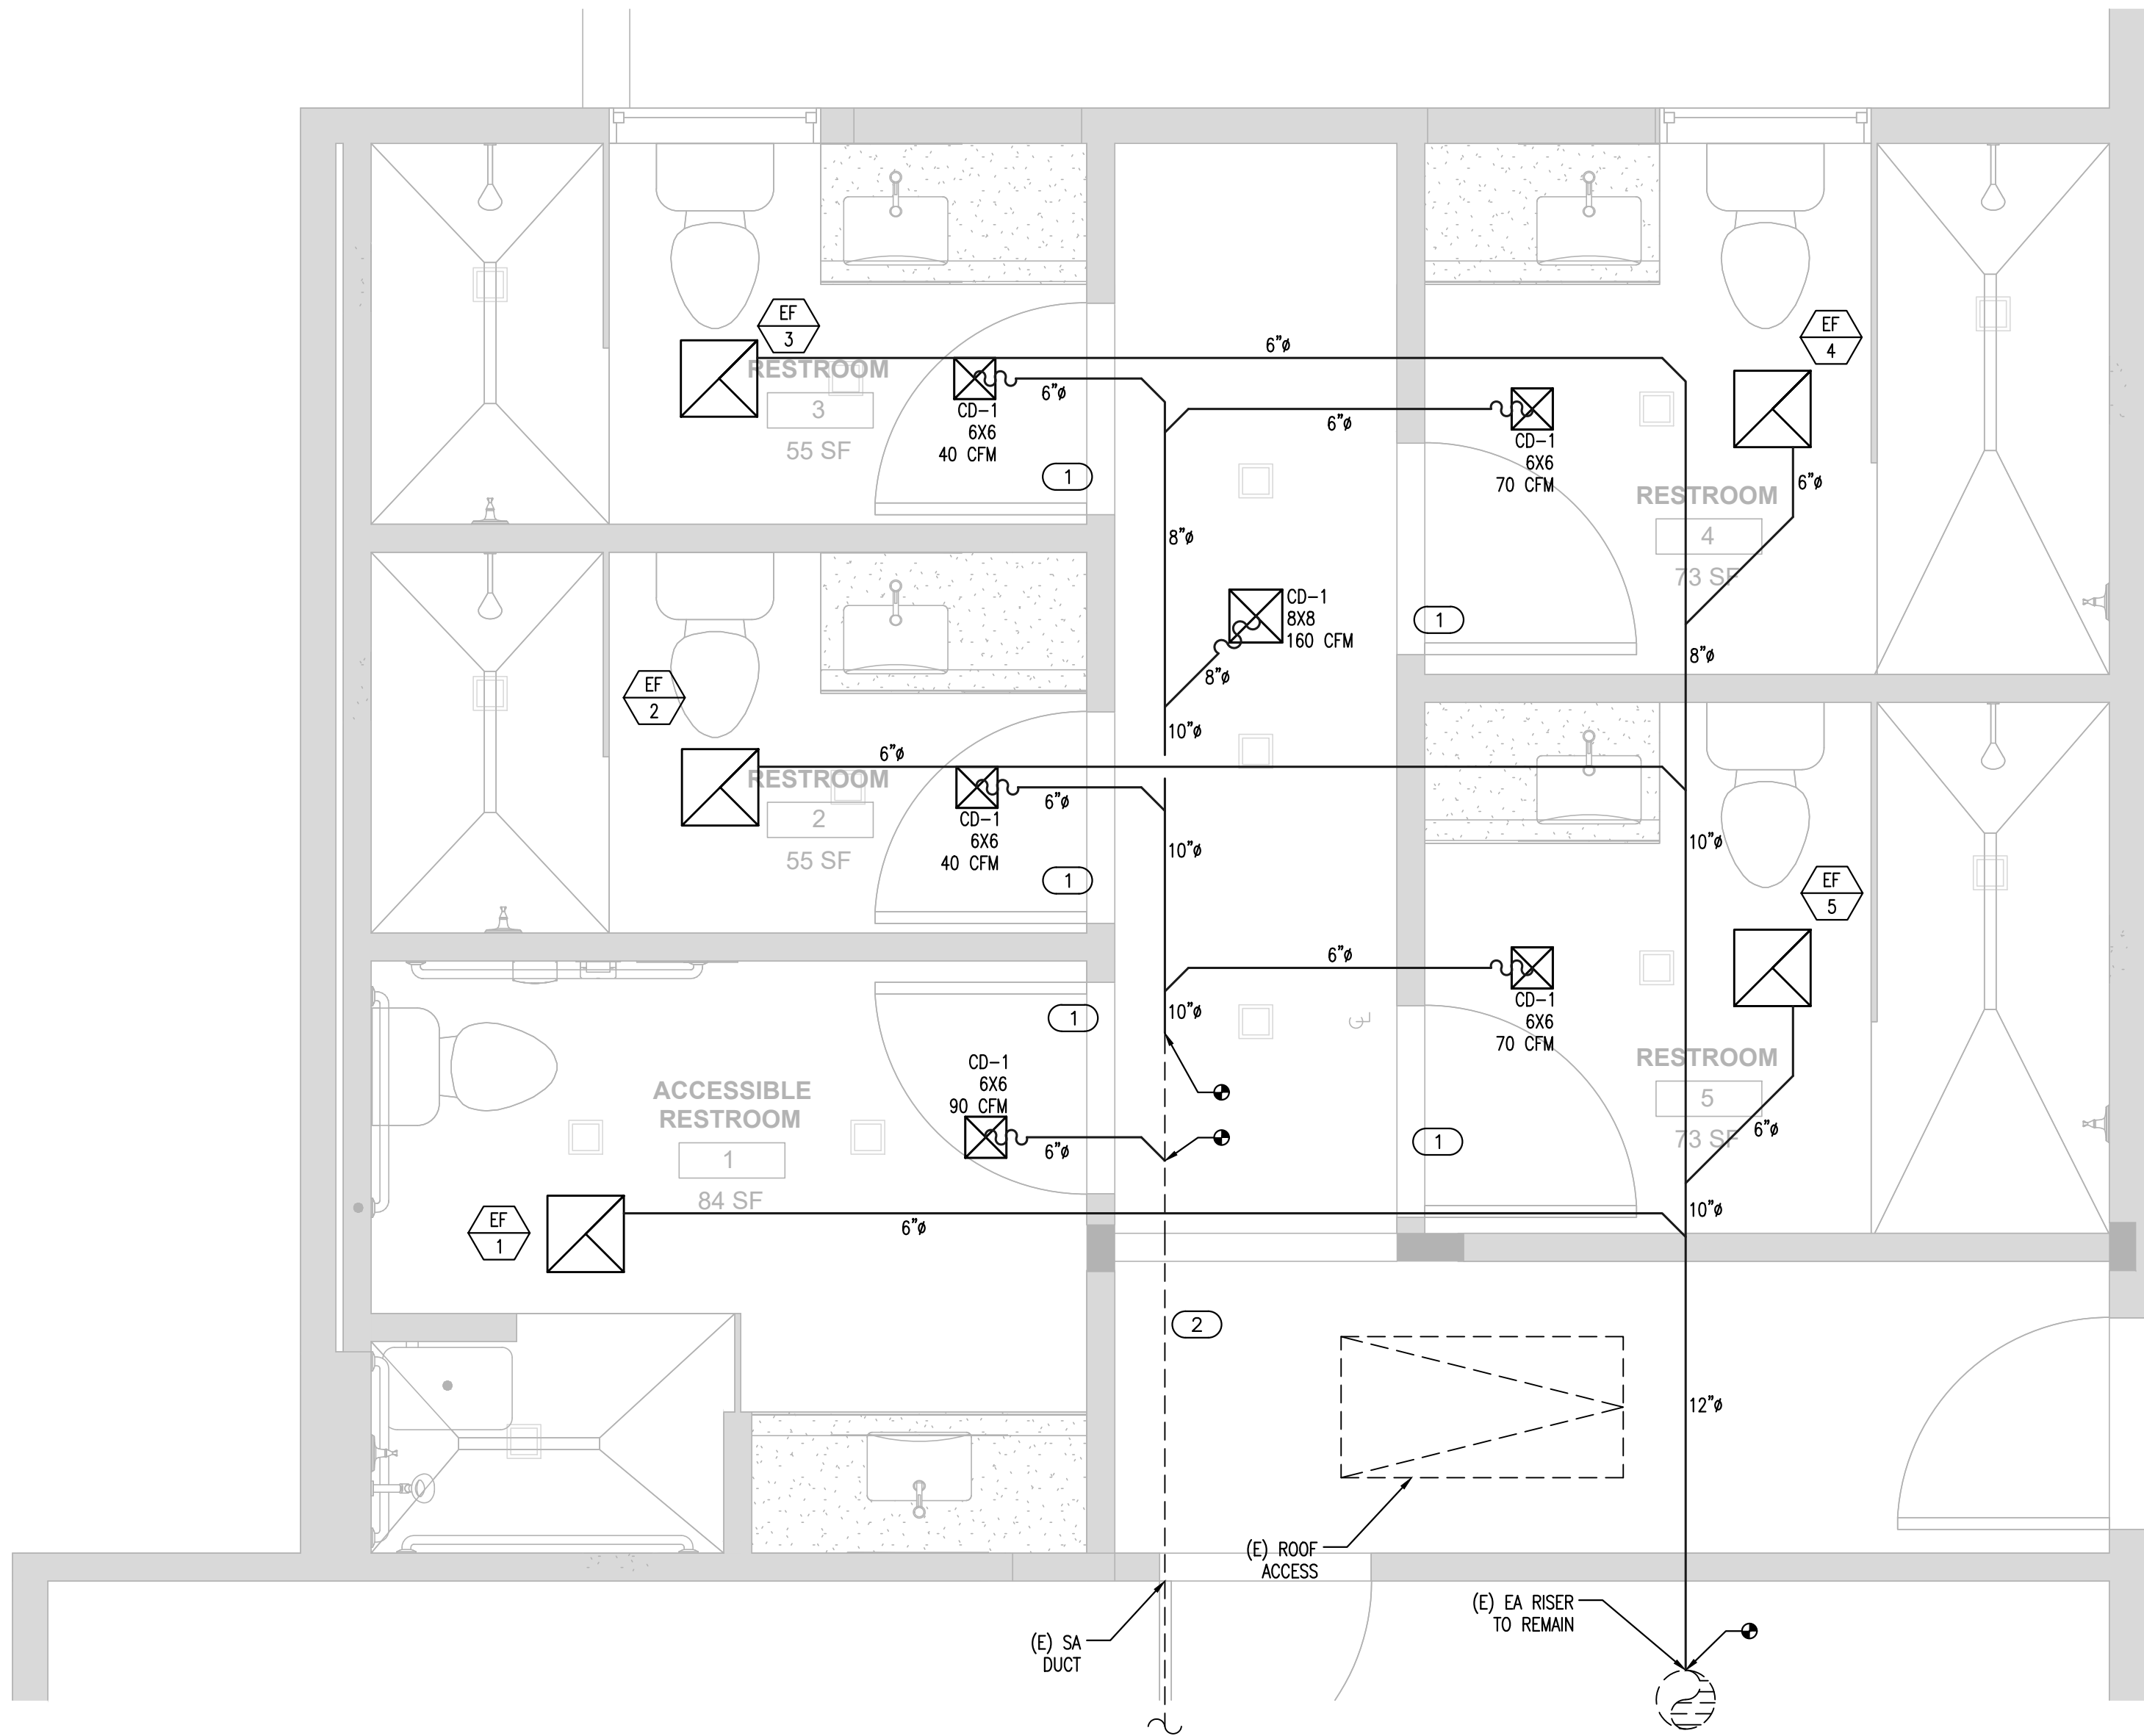 EF
3
RESTROOM
3
55 SF
CD-1
6X6
40 CFM
6"ø
6"ø
1
6"ø
CD-1
6X6
70 CFM
EF
4
6"ø
RESTROOM
4
73 SF
8"ø
CD-1
8X8
160 CFM
8"ø
1
8"ø
10"ø
EF
2
6"ø
RESTROOM
2
55 SF
CD-1
6X6
40 CFM
6"ø
1
10"ø
10"ø
EF
5
6"ø
CD-1
6X6
70 CFM
RESTROOM
5
73 SF
6"ø
1
10"ø
1
CD-1
6X6
90 CFM
6"ø
ACCESSIBLE
RESTROOM
1
84 SF
EF
1
6"ø
10"ø
2
12"ø
(E) ROOF
ACCESS
(E) EA RISER
TO REMAIN
(E) SA
DUCT